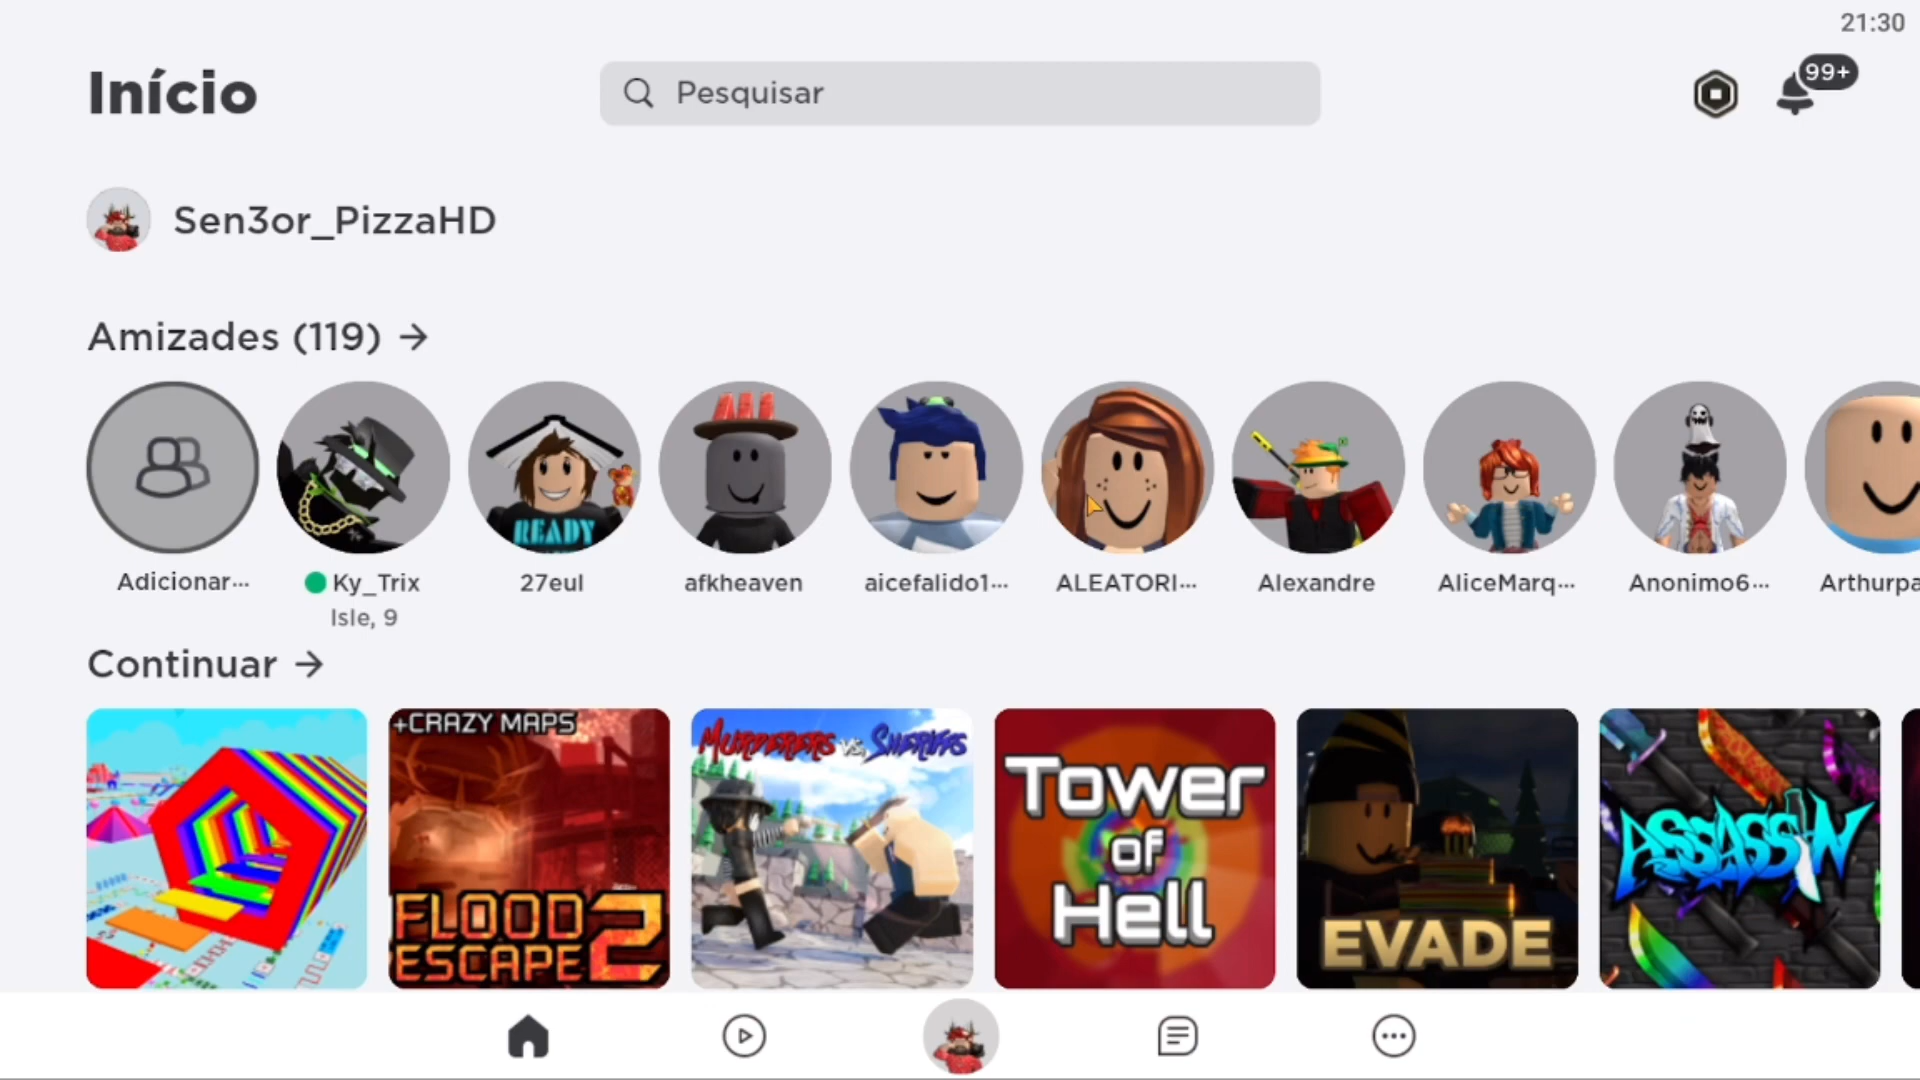 21:30
Início
Pesquisar
99+
Sen3or_PizzaHD
Amizades (119)
READY
Adicionar...
Ky_Trix
Isle, 9
27eul
afkheaven
aicefalido1...
ALEATORI...
Alexandre
AliceMarq...
Anonimo6...
Arthurpa
Continuar
+CRAZY MAPS
FLOOD
ESCAPE 2
MURDERERS VS. SHERIFFS
Tower
of
Hell
EVADE
ASSASSIN